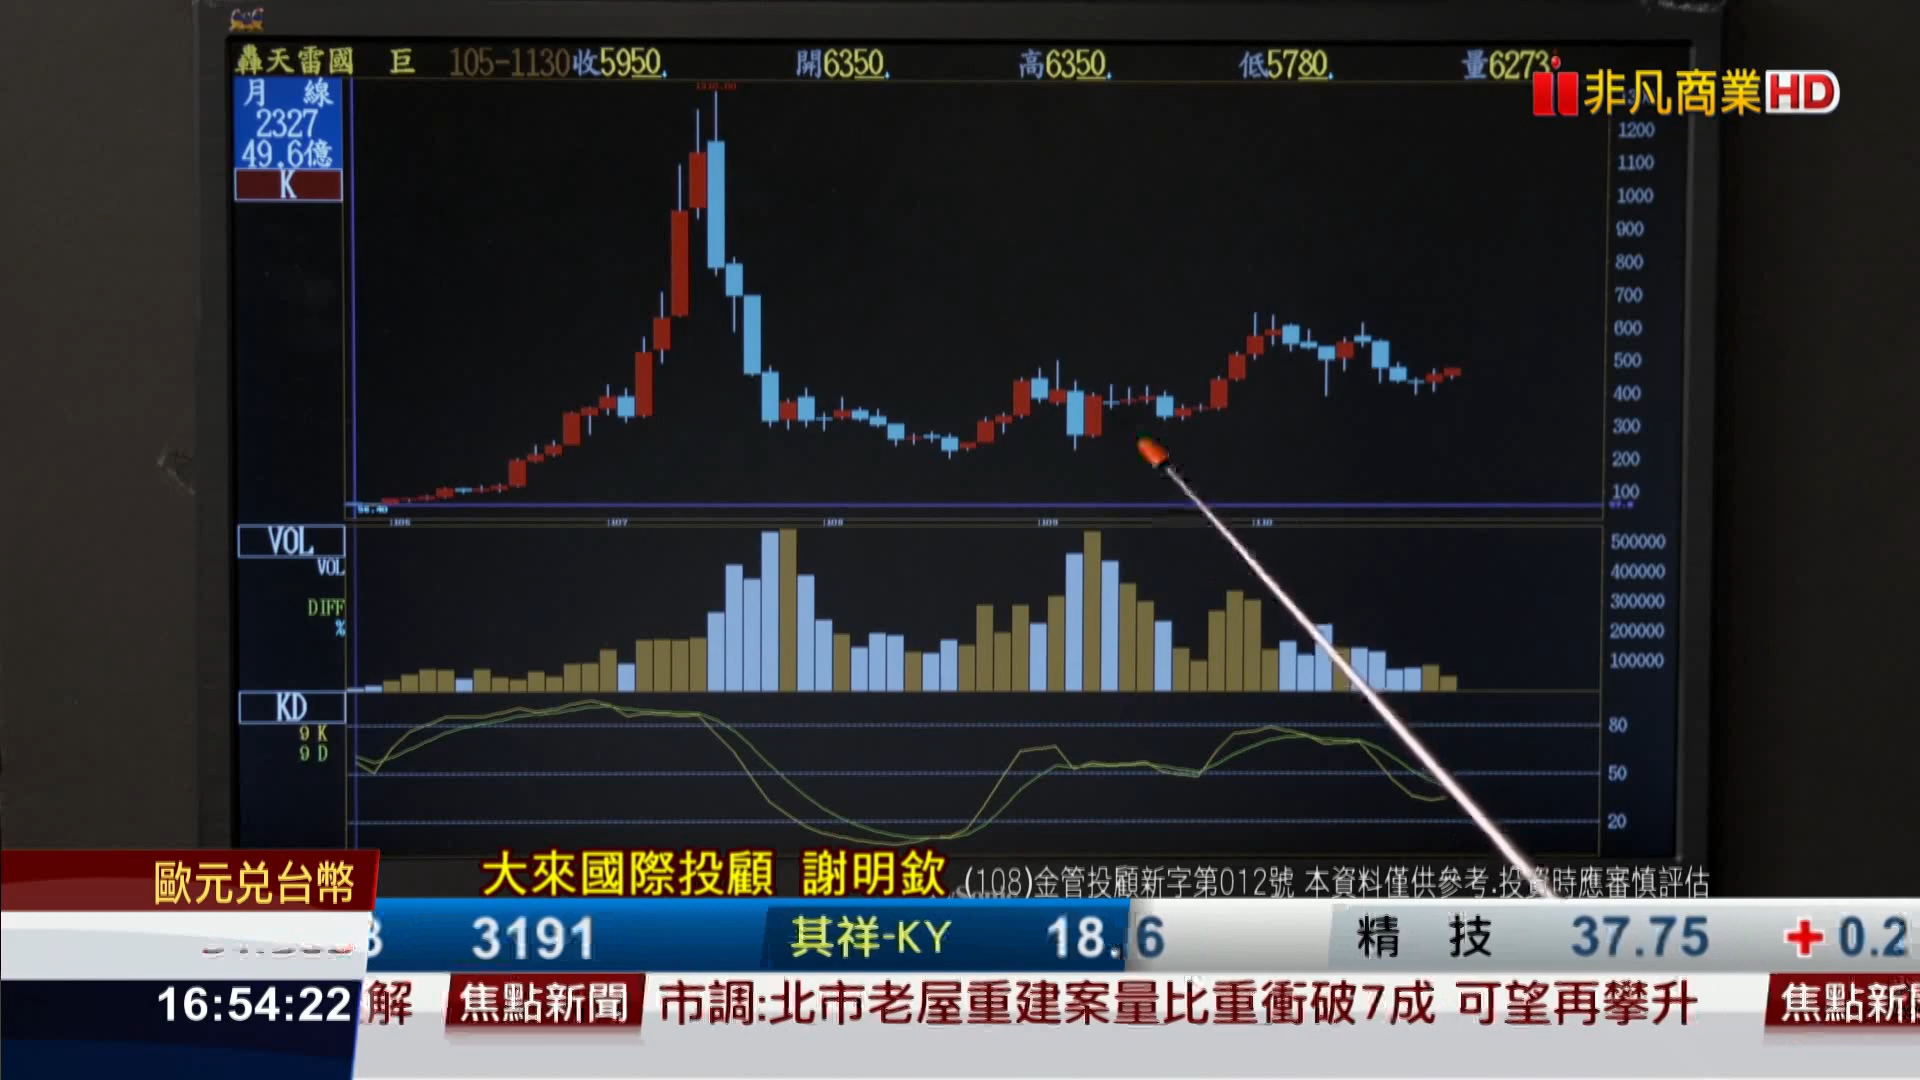 轟天雷國 巨 105-1130收5950 開6350 高6350 低5780 量6273
非凡商業HD
月 線
2327
49.6億
K
1200
1100
1000
900
800
700
600
500
400
300
200
100
106 107 108 109 110
VOL
VOL
DIFF
%
500000
400000
300000
200000
100000
KD
9 K
9 D
80
50
20
大來國際投顧 謝明欽 (108)金管投顧新字第012號 本資料僅供參考.投資時應審慎評估
歐元兌台幣
3191 其祥-KY 18. 6 精 技 37.75 +0.2
16:54:22
解 焦點新聞 市調:北市老屋重建案量比重衝破7成 可望再攀升 焦點新